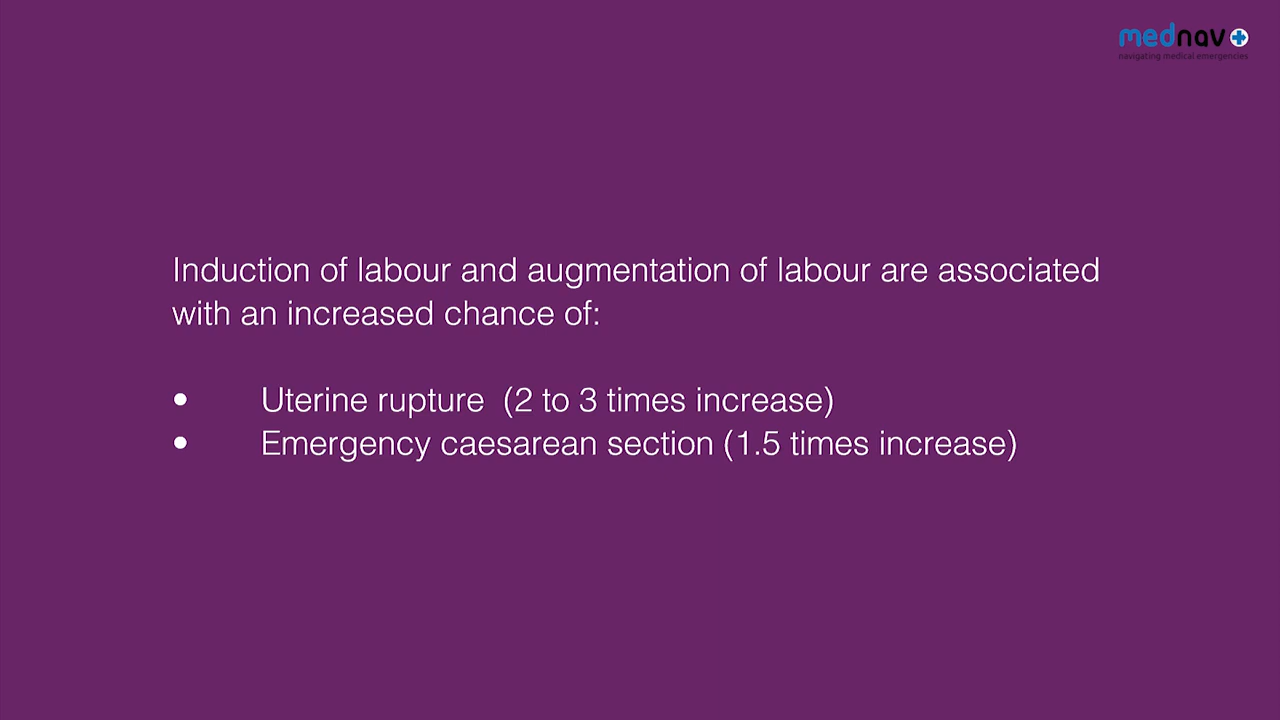 mednav
navigating medical emergencies
Induction of labour and augmentation of labour are associated
with an increased chance of:
• Uterine rupture (2 to 3 times increase)
• Emergency caesarean section (1.5 times increase)